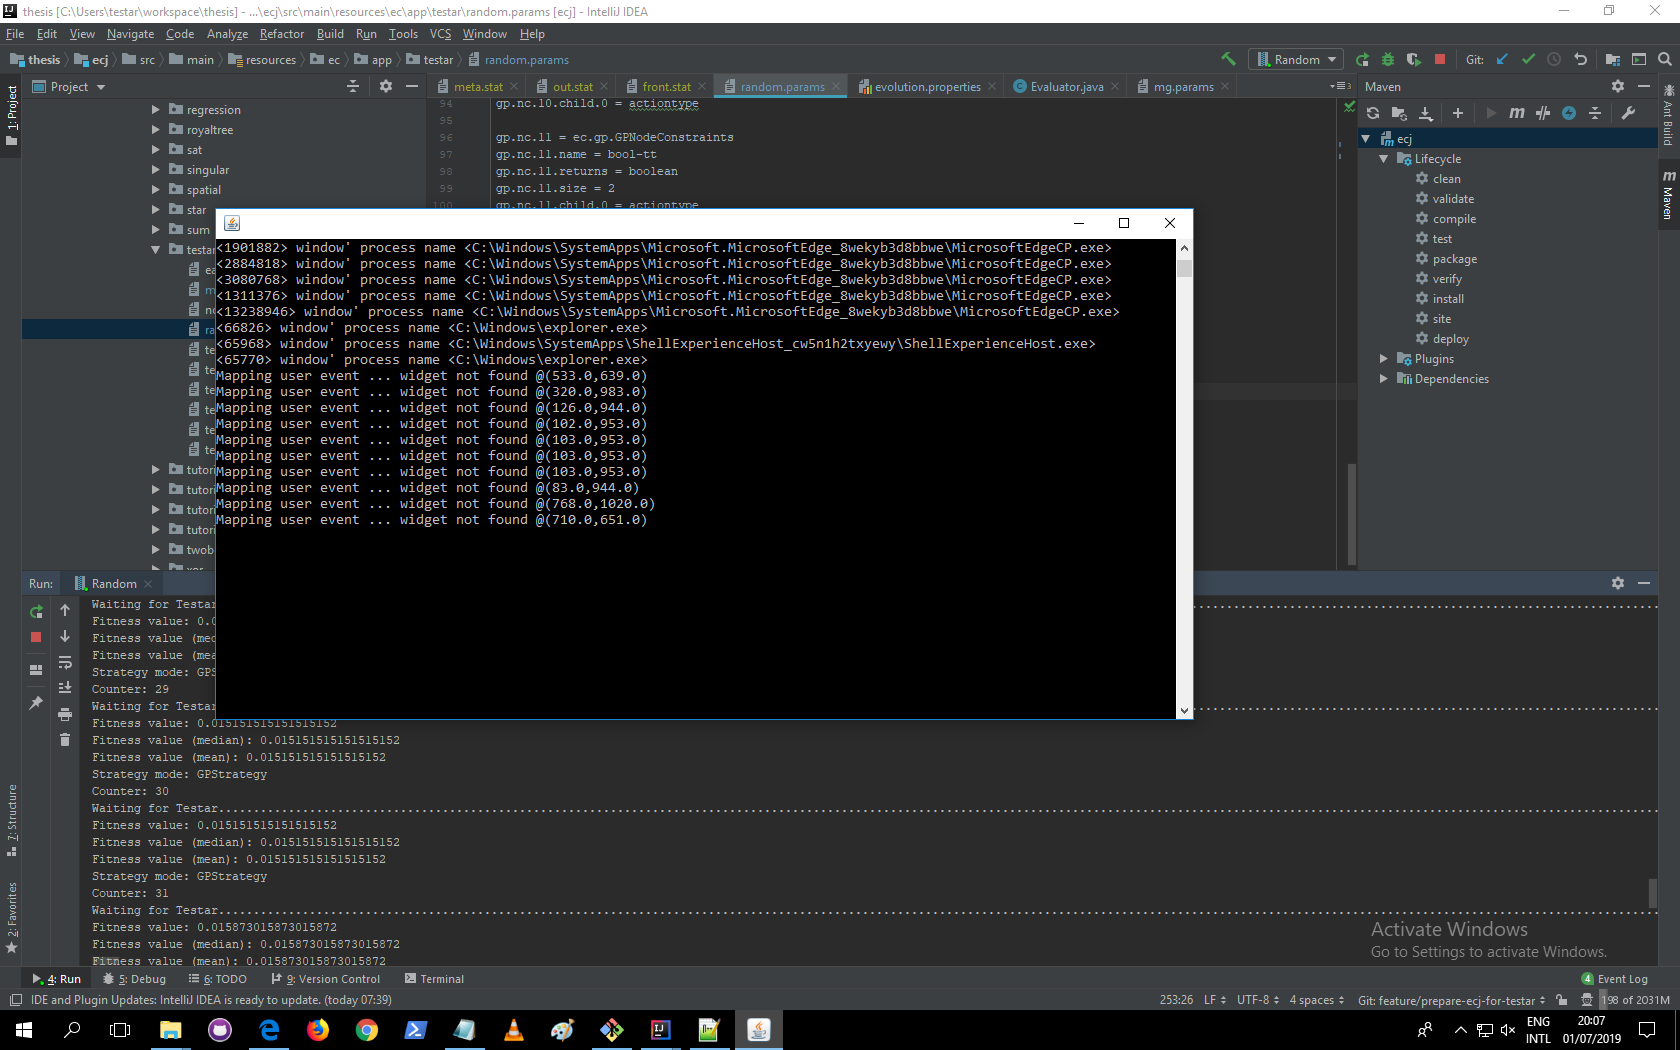 thesis [C:\Users\testar\workspace\thesis] - ...\ecj\src\main\resources\ec\app\testar\random.params [ecj] - IntelliJ IDEA
File Edit View Navigate Code Analyze Refactor Build Run Tools VCS Window Help
thesis ecj src main resources ec app testar random.params Random Git:
Project meta.stat out.stat front.stat random.params evolution.properties Evaluator.java mg.params Maven
1: Project
regression
royaltree
sat
singular
spatial
star
sum
testar
tutori
tutori
tutori
tutori
twob
94 gp.nc.10.child.0 = actiontype
95
96 gp.nc.11 = ec.gp.GPNodeConstraints
97 gp.nc.11.name = bool-tt
98 gp.nc.11.returns = boolean
99 gp.nc.11.size = 2
100 gp.nc.11.child.0 = actiontype
ecj
Lifecycle
clean
validate
compile
test
package
verify
install
site
deploy
Plugins
Dependencies
Ant Build
Maven
<1901882> window' process name <C:\Windows\SystemApps\Microsoft.MicrosoftEdge_8wekyb3d8bbwe\MicrosoftEdgeCP.exe>
<2884818> window' process name <C:\Windows\SystemApps\Microsoft.MicrosoftEdge_8wekyb3d8bbwe\MicrosoftEdgeCP.exe>
<3080768> window' process name <C:\Windows\SystemApps\Microsoft.MicrosoftEdge_8wekyb3d8bbwe\MicrosoftEdgeCP.exe>
<1311376> window' process name <C:\Windows\SystemApps\Microsoft.MicrosoftEdge_8wekyb3d8bbwe\MicrosoftEdgeCP.exe>
<13238946> window' process name <C:\Windows\SystemApps\Microsoft.MicrosoftEdge_8wekyb3d8bbwe\MicrosoftEdgeCP.exe>
<66826> window' process name <C:\Windows\explorer.exe>
<65968> window' process name <C:\Windows\SystemApps\ShellExperienceHost_cw5n1h2txyewy\ShellExperienceHost.exe>
<65770> window' process name <C:\Windows\explorer.exe>
Mapping user event ... widget not found @(533.0,639.0)
Mapping user event ... widget not found @(320.0,983.0)
Mapping user event ... widget not found @(126.0,944.0)
Mapping user event ... widget not found @(102.0,953.0)
Mapping user event ... widget not found @(103.0,953.0)
Mapping user event ... widget not found @(103.0,953.0)
Mapping user event ... widget not found @(103.0,953.0)
Mapping user event ... widget not found @(83.0,944.0)
Mapping user event ... widget not found @(768.0,1020.0)
Mapping user event ... widget not found @(710.0,651.0)
Run: Random
Waiting for Testar
Fitness value: 0.0
Fitness value (med
Fitness value (mea
Strategy mode: GPS
Counter: 29
Waiting for Testar
Fitness value: 0.015151515151515152
Fitness value (median): 0.015151515151515152
Fitness value (mean): 0.015151515151515152
Strategy mode: GPStrategy
Counter: 30
Waiting for Testar
Fitness value: 0.015151515151515152
Fitness value (median): 0.015151515151515152
Fitness value (mean): 0.015151515151515152
Strategy mode: GPStrategy
Counter: 31
Waiting for Testar
Fitness value: 0.015873015873015872
Fitness value (median): 0.015873015873015872
Fitness value (mean): 0.015873015873015872
7: Structure
2: Favorites
Activate Windows
Go to Settings to activate Windows.
4: Run 5: Debug 6: TODO 9: Version Control Terminal 4 Event Log
IDE and Plugin Updates: IntelliJ IDEA is ready to update. (today 07:39) 253:26 LF UTF-8 4 spaces Git: feature/prepare-ecj-for-testar 198 of 2031M
ENG
INTL
20:07
01/07/2019